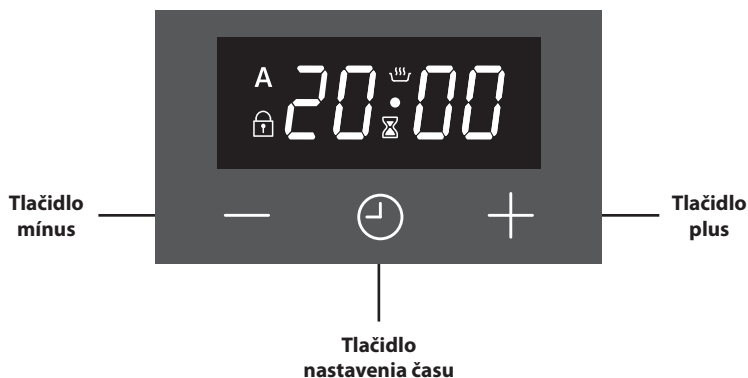 A 20:00
Tlačidlo
mínus
Tlačidlo
plus
Tlačidlo
nastavenia času